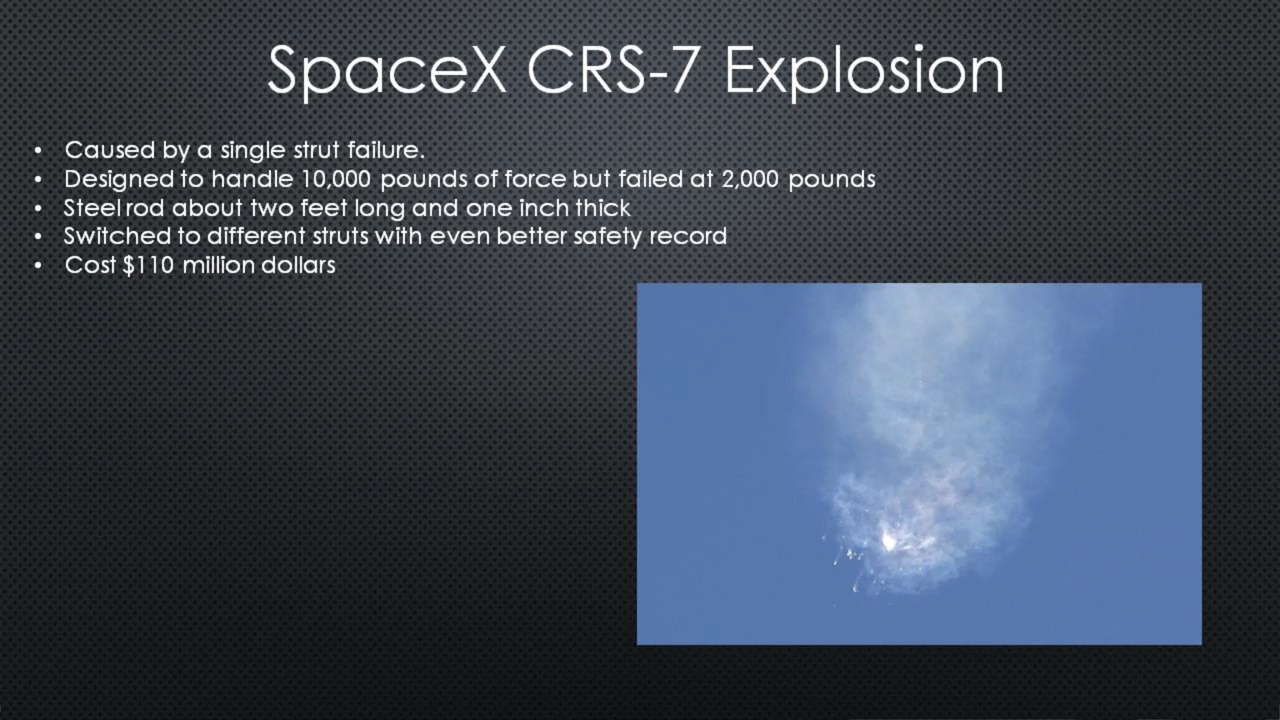 SpaceX CRS-7 Explosion
• Caused by a single strut failure.
• Designed to handle 10,000 pounds of force but failed at 2,000 pounds
• Steel rod about two feet long and one inch thick
• Switched to different struts with even better safety record
• Cost $110 million dollars